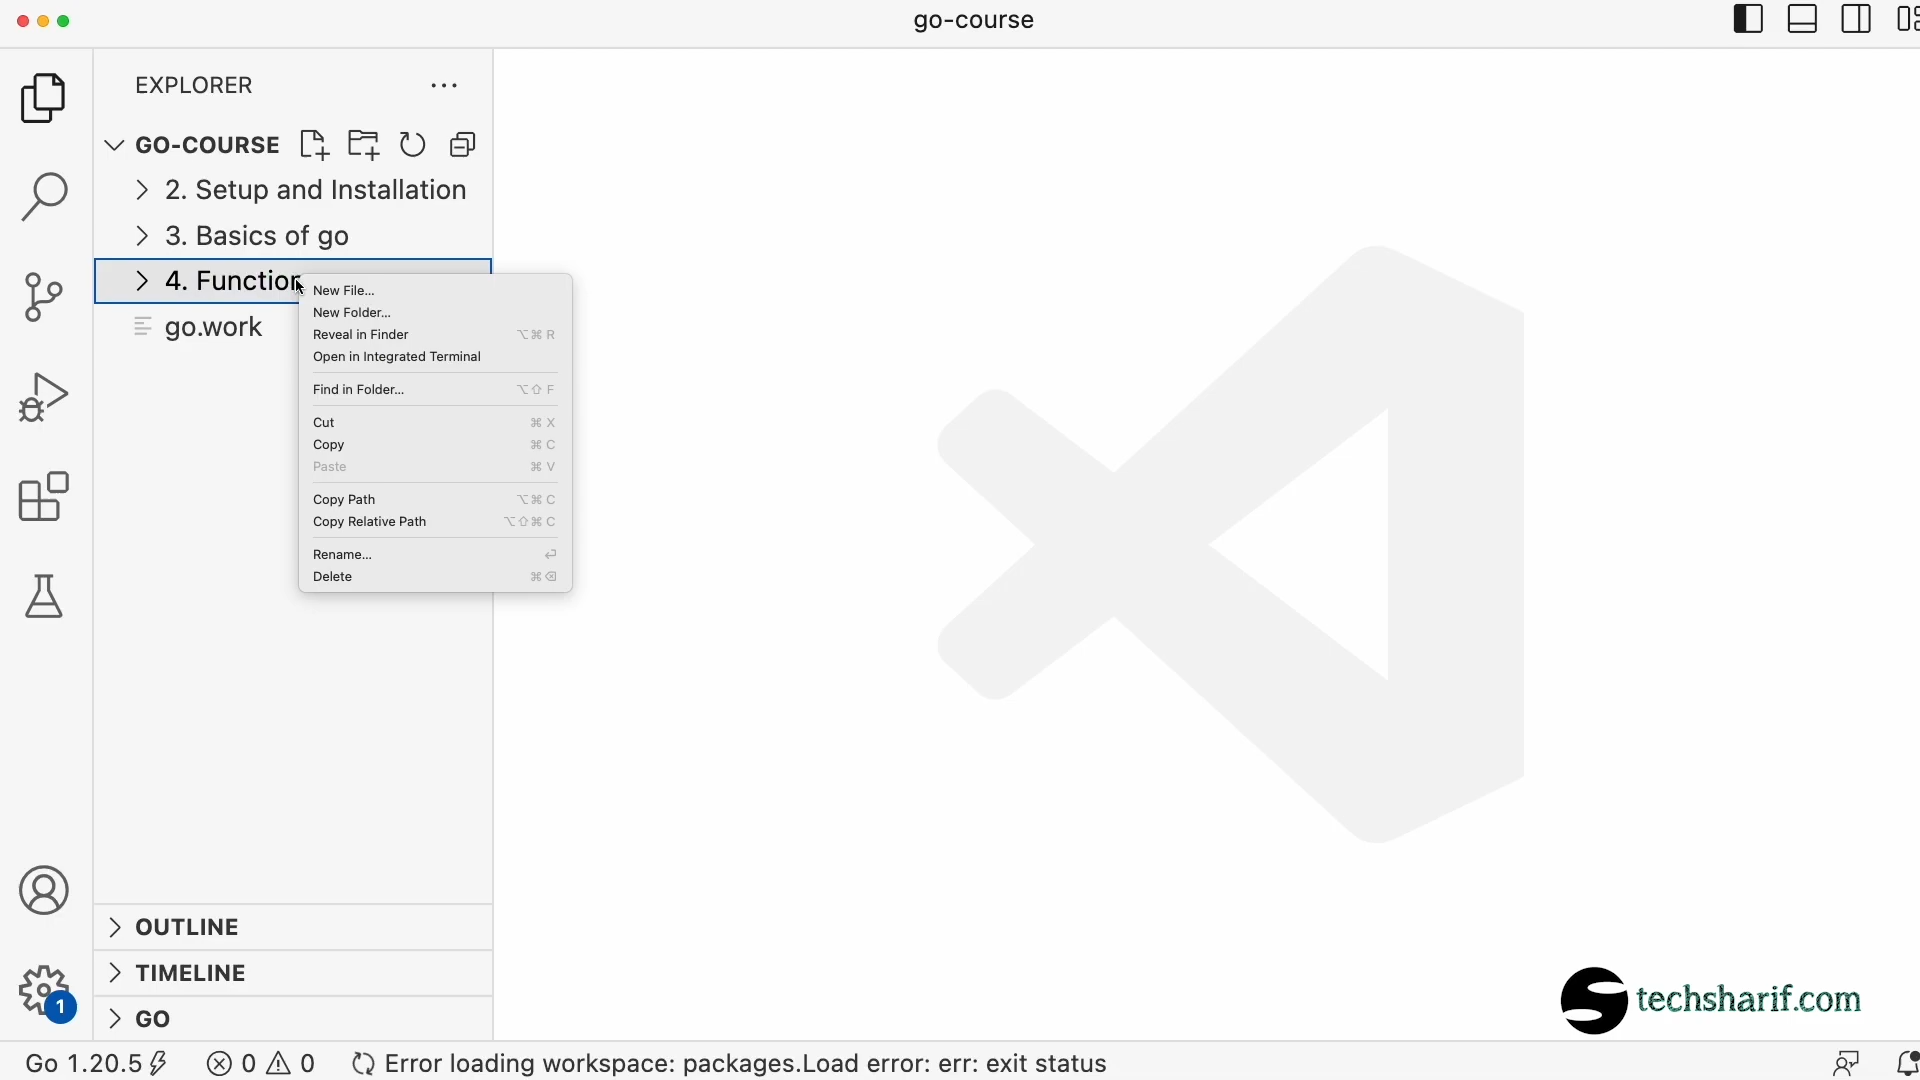 go-course
EXPLORER
GO-COURSE
2. Setup and Installation
3. Basics of go
4. Function
go.work
New File...
New Folder...
Reveal in Finder ⌥⌘ R
Open in Integrated Terminal
Find in Folder... ⌥⇧ F
Cut ⌘ X
Copy ⌘ C
Paste ⌘ V
Copy Path ⌥⌘ C
Copy Relative Path ⌥⇧⌘ C
Rename... ⏎
Delete ⌘⌫
OUTLINE
TIMELINE
1
GO
techsharif.com
Go 1.20.5 0 0 Error loading workspace: packages.Load error: err: exit status